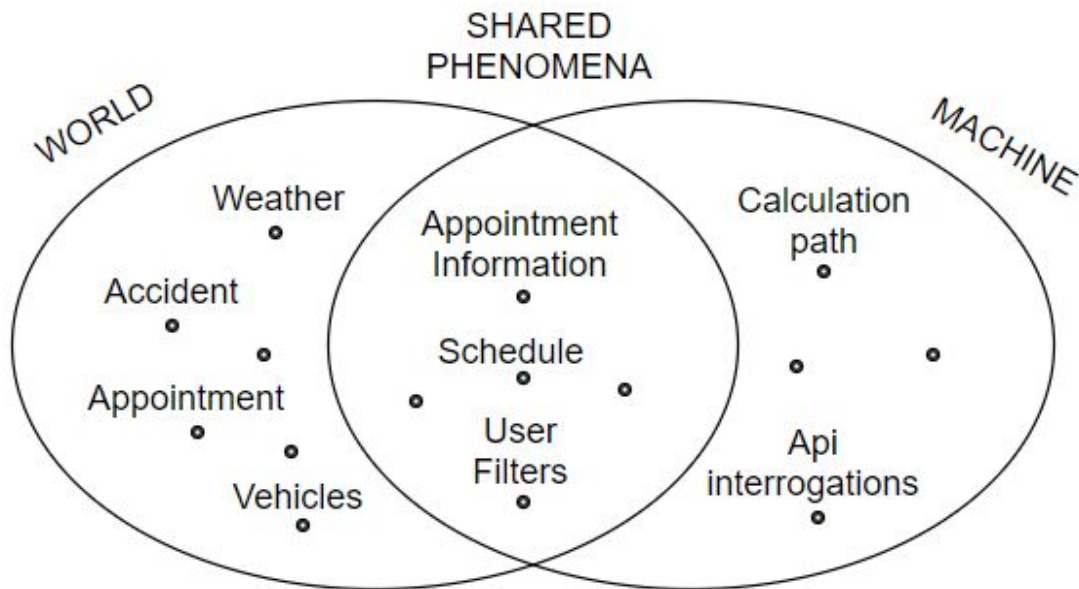 SHARED
PHENOMENA
WORLD
MACHINE
Weather
Accident
Appointment
Vehicles
Appointment
Information
Schedule
User
Filters
Calculation
path
Api
interrogations